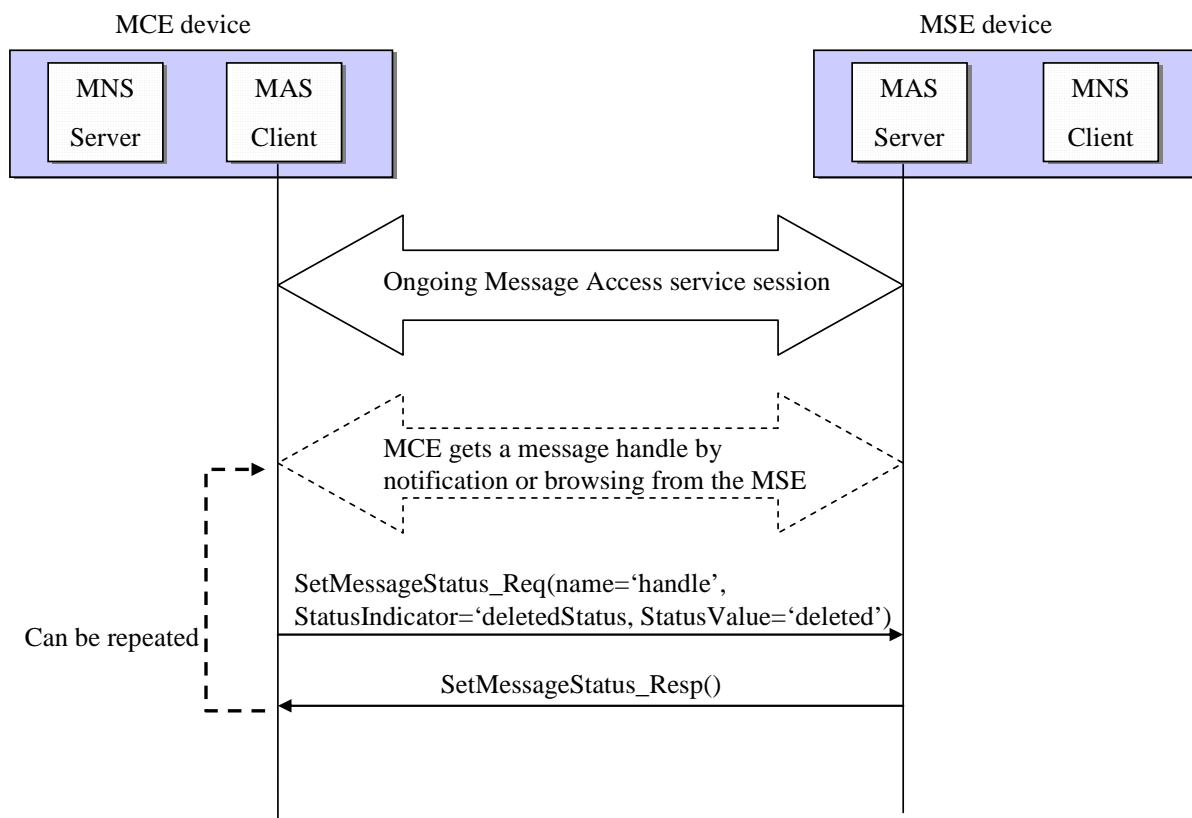 MCE device
MSE device
MNS
Server
MAS
Client
MAS
Server
MNS
Client
Ongoing Message Access service session
MCE gets a message handle by
notification or browsing from the MSE
SetMessageStatus_Req(name=‘handle’,
StatusIndicator=‘deletedStatus, StatusValue=‘deleted’)
Can be repeated
SetMessageStatus_Resp()